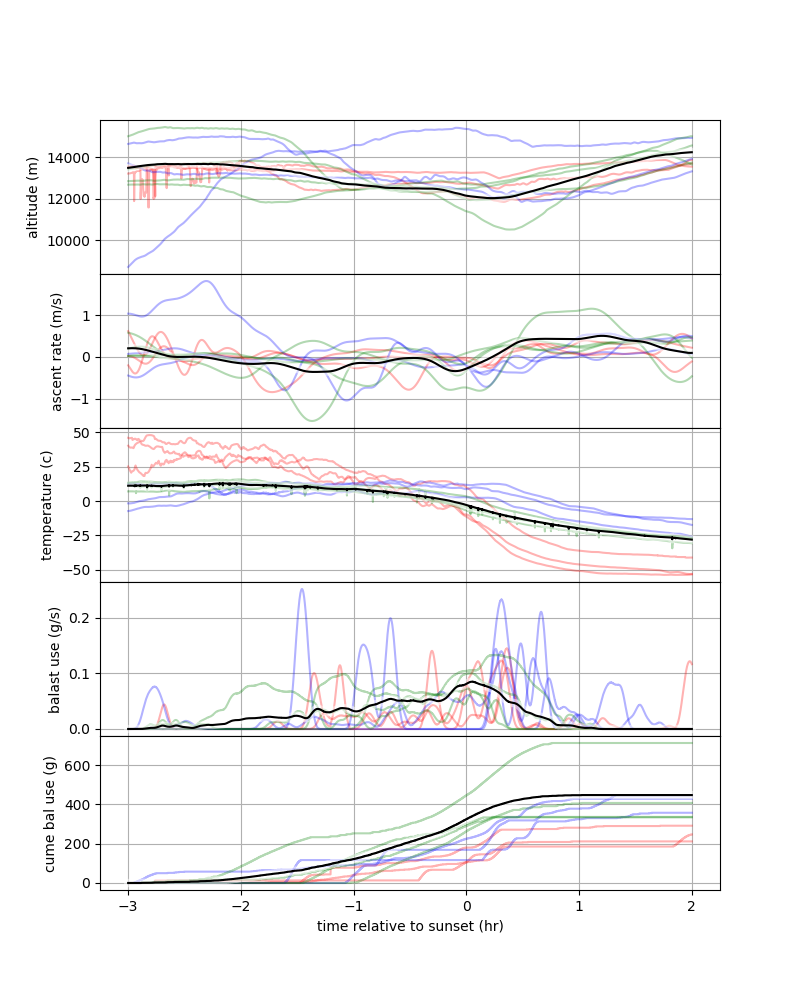 altitude (m)
14000
12000
10000
ascent rate (m/s)
1
0
−1
temperature (c)
50
25
0
−25
−50
balast use (g/s)
0.2
0.1
0.0
cume bal use (g)
600
400
200
0
−3 −2 −1 0 1 2
time relative to sunset (hr)